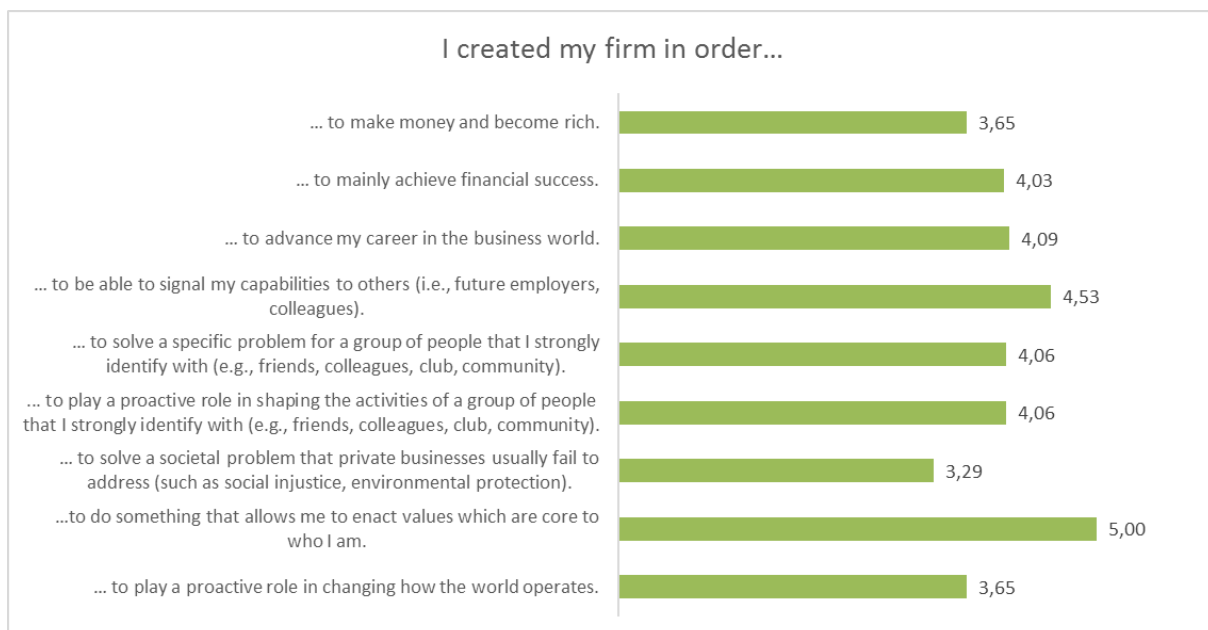 I created my firm in order…
… to make money and become rich.
3,65
… to mainly achieve financial success.
4,03
… to advance my career in the business world.
4,09
… to be able to signal my capabilities to others (i.e., future employers,
colleagues).
4,53
… to solve a specific problem for a group of people that I strongly
identify with (e.g., friends, colleagues, club, community).
4,06
... to play a proactive role in shaping the activities of a group of people
that I strongly identify with (e.g., friends, colleagues, club, community).
4,06
… to solve a societal problem that private businesses usually fail to
address (such as social injustice, environmental protection).
3,29
…to do something that allows me to enact values which are core to
who I am.
5,00
… to play a proactive role in changing how the world operates.
3,65